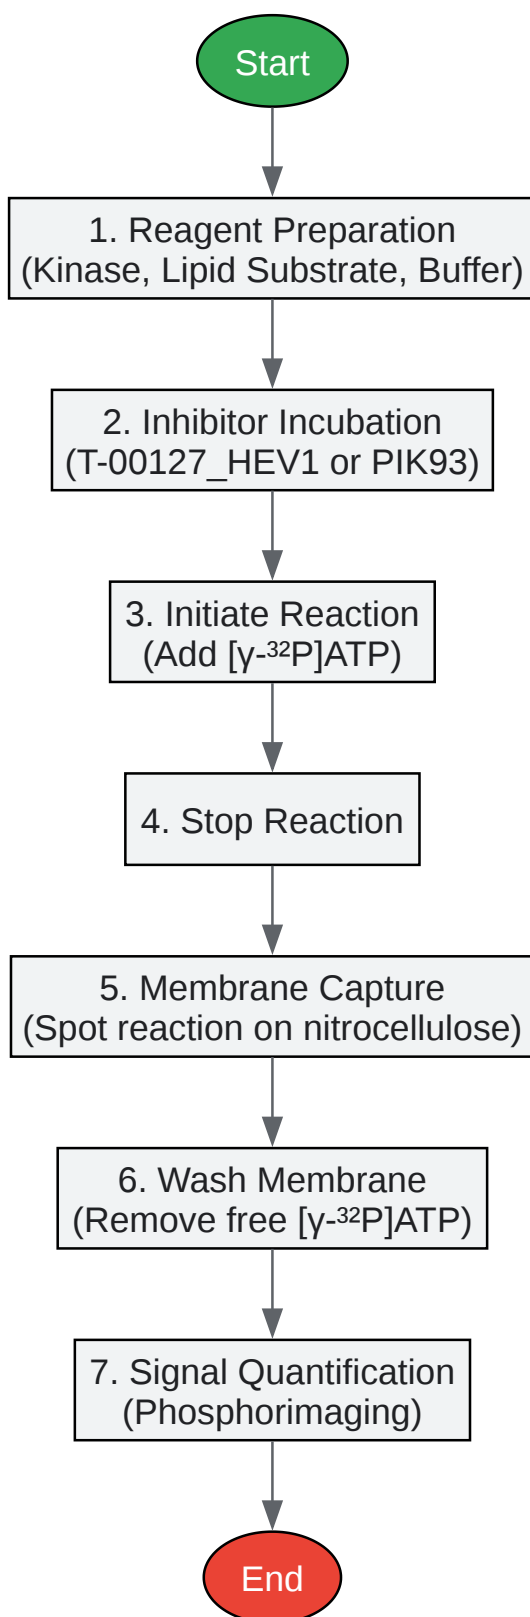 Start
1. Reagent Preparation
(Kinase, Lipid Substrate, Buffer)
2. Inhibitor Incubation
(T-00127_HEV1 or PIK93)
3. Initiate Reaction
(Add [γ-³²P]ATP)
4. Stop Reaction
5. Membrane Capture
(Spot reaction on nitrocellulose)
6. Wash Membrane
(Remove free [γ-³²P]ATP)
7. Signal Quantification
(Phosphorimaging)
End